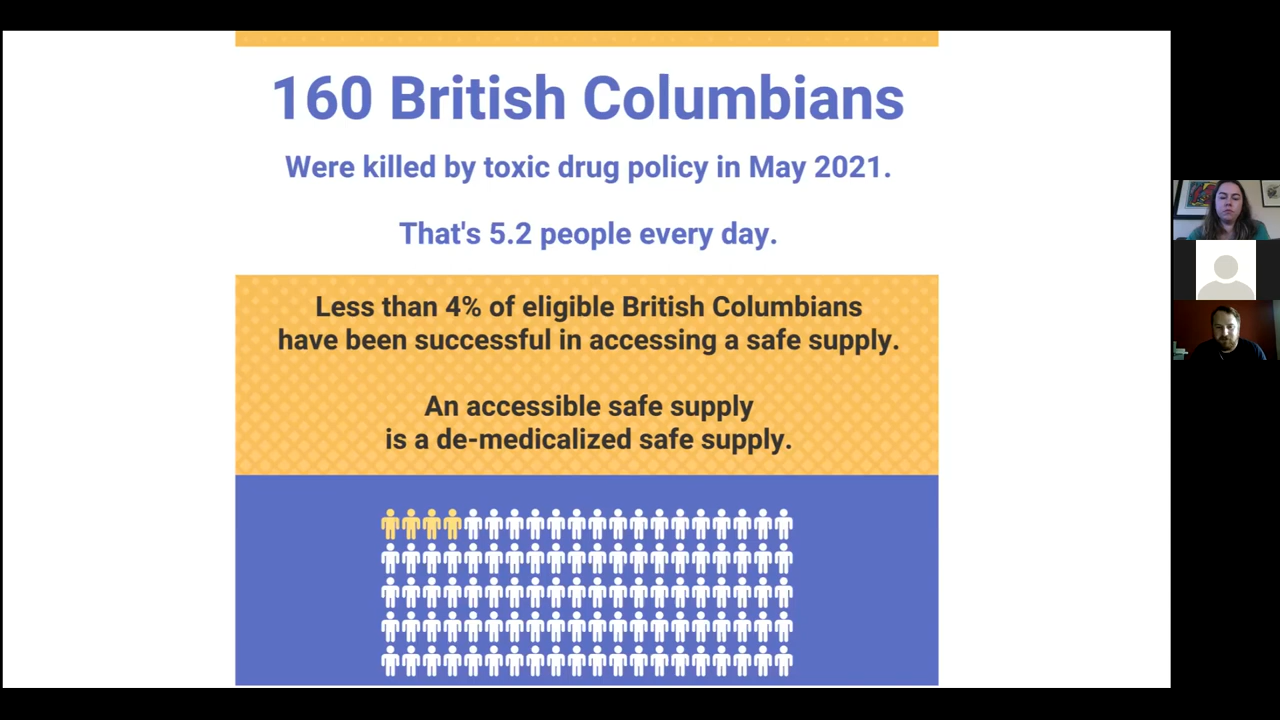 160 British Columbians
Were killed by toxic drug policy in May 2021.
That's 5.2 people every day.
Less than 4% of eligible British Columbians
have been successful in accessing a safe supply.
An accessible safe supply
is a de-medicalized safe supply.